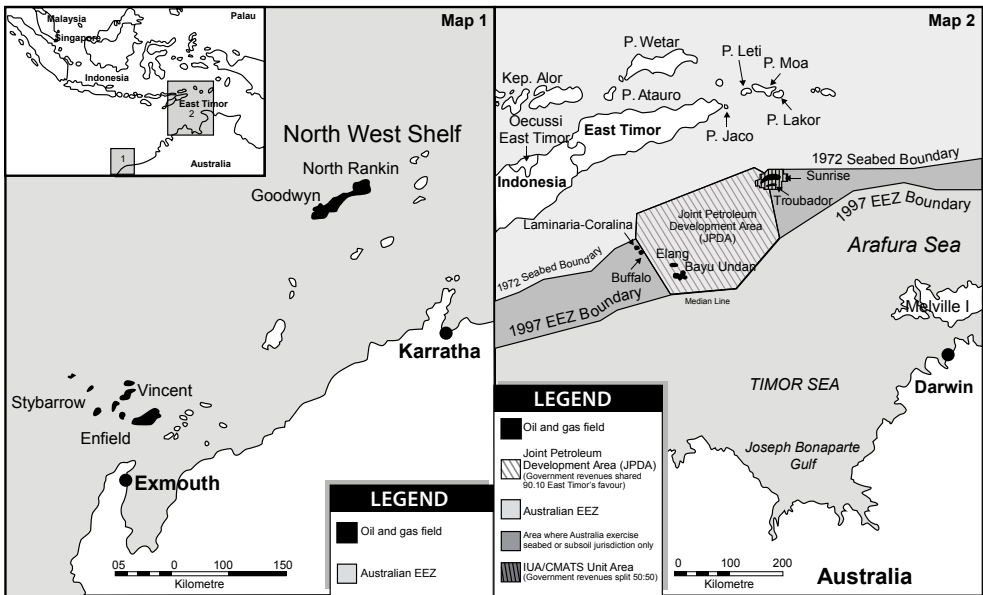 Map 1
Malaysia
Singapore
Palau
Indonesia
East Timor
2
1
Australia
North West Shelf
North Rankin
Goodwyn
Karratha
Vincent
Stybarrow
Enfield
Exmouth
LEGEND
Oil and gas field
Australian EEZ
05 0 100 150
Kilometre
Map 2
P. Wetar
P. Leti
P. Moa
Kep. Alor
P. Atauro
P. Lakor
Oecussi
East Timor
East Timor
P. Jaco
Indonesia
1972 Seabed Boundary
Sunrise
Troubador
1997 EEZ Boundary
Joint Petroleum
Development Area
(JPDA)
Laminaria-Coralina
Arafura Sea
Elang
Bayu Undan
Buffalo
1972 Seabed Boundary
1997 EEZ Boundary
Median Line
Melville I
Darwin
TIMOR SEA
Joseph Bonaparte
Gulf
LEGEND
Oil and gas field
Joint Petroleum
Development Area (JPDA)
(Government revenues shared
90.10 East Timor's favour)
Australian EEZ
Area where Australia exercise
seabed or subsoil jurisdiction only
IUA/CMATS Unit Area
(Government revenues split 50:50)
0 100 200
Kilometre
Australia